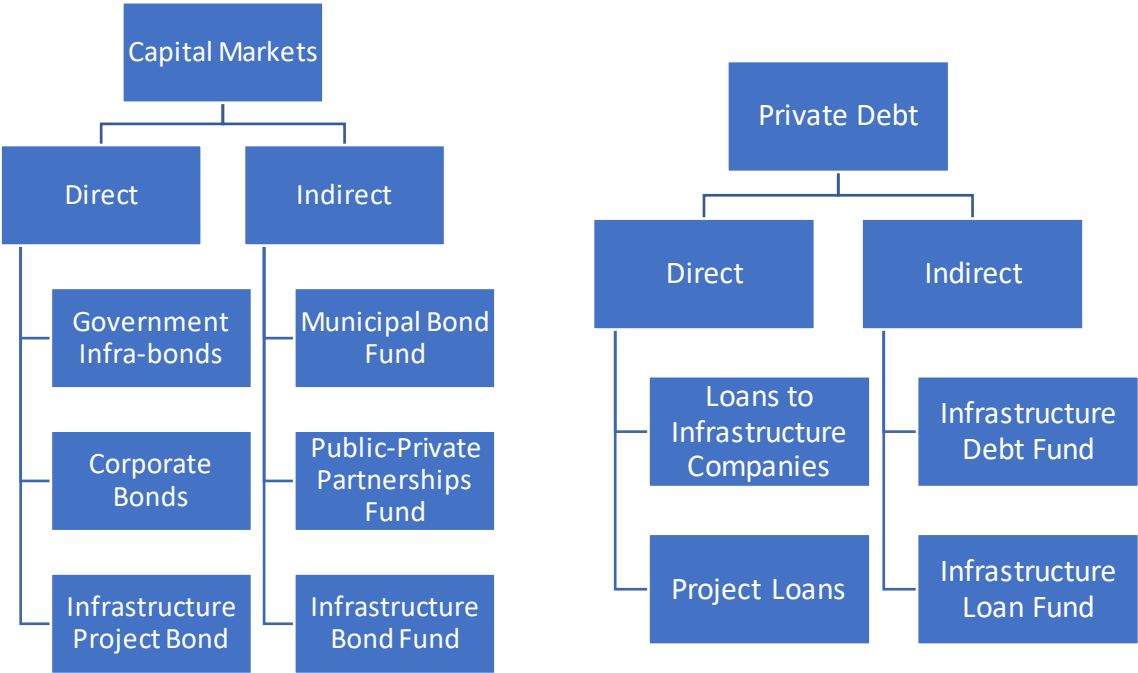 Capital Markets
Direct
Indirect
Government
Infra-bonds
Municipal Bond
Fund
Corporate
Bonds
Public-Private
Partnerships
Fund
Infrastructure
Project Bond
Infrastructure
Bond Fund
Private Debt
Direct
Indirect
Loans to
Infrastructure
Companies
Infrastructure
Debt Fund
Project Loans
Infrastructure
Loan Fund